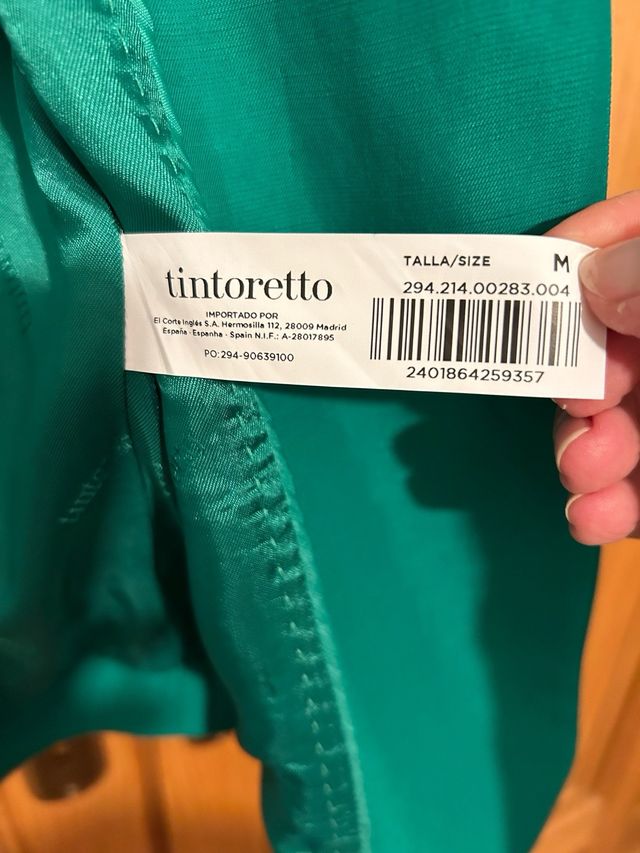 tintoretto
IMPORTADO POR
El Corte Inglés S.A. Hermosilla 112, 28009 Madrid
España · Espanha · Spain N.I.F.: A-28017895
PO:294-90639100
TALLA/SIZE M
294.214.00283.004
2401864259357